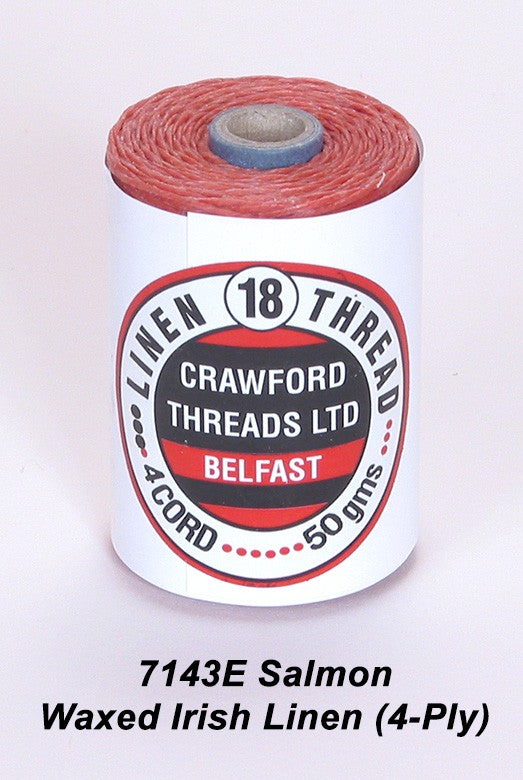 LINEN 18 THREAD
CRAWFORD
THREADS LTD
BELFAST
4 CORD 50 gms
7143E Salmon
Waxed Irish Linen (4-Ply)